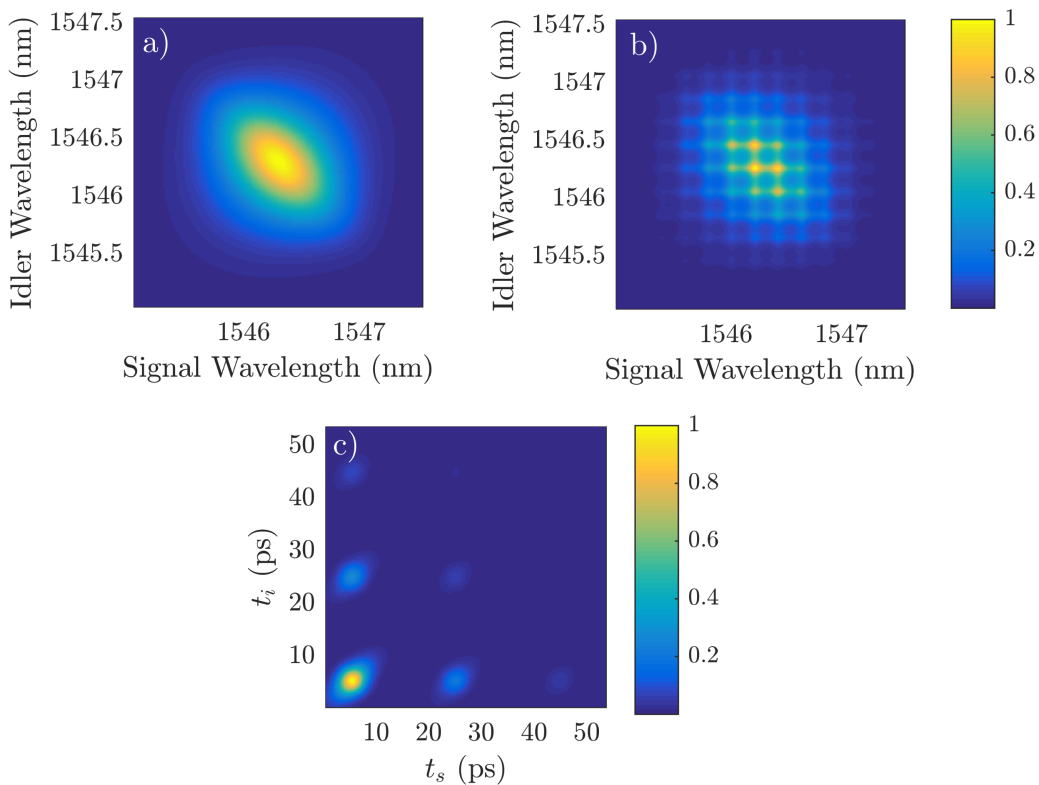 a)
1547.5
1547
1546.5
1546
1545.5
Idler Wavelength (nm)
1546 1547
Signal Wavelength (nm)
b)
1547.5
1547
1546.5
1546
1545.5
Idler Wavelength (nm)
1546 1547
Signal Wavelength (nm)
1
0.8
0.6
0.4
0.2
c)
50
40
30
20
10
t_i (ps)
10 20 30 40 50
t_s (ps)
1
0.8
0.6
0.4
0.2